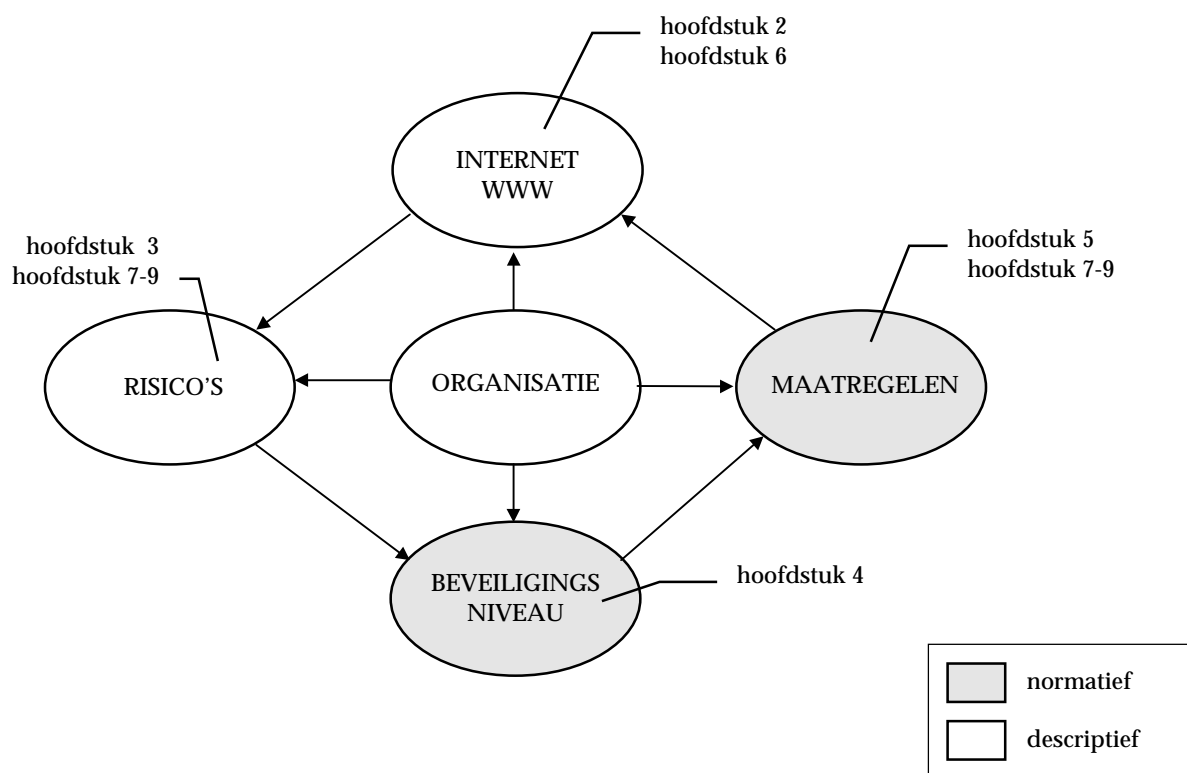 hoofdstuk 2
hoofdstuk 6
INTERNET
WWW
hoofdstuk 3
hoofdstuk 7-9
hoofdstuk 5
hoofdstuk 7-9
RISICO'S
ORGANISATIE
MAATREGELEN
BEVEILIGINGS
NIVEAU
hoofdstuk 4
normatief
descriptief